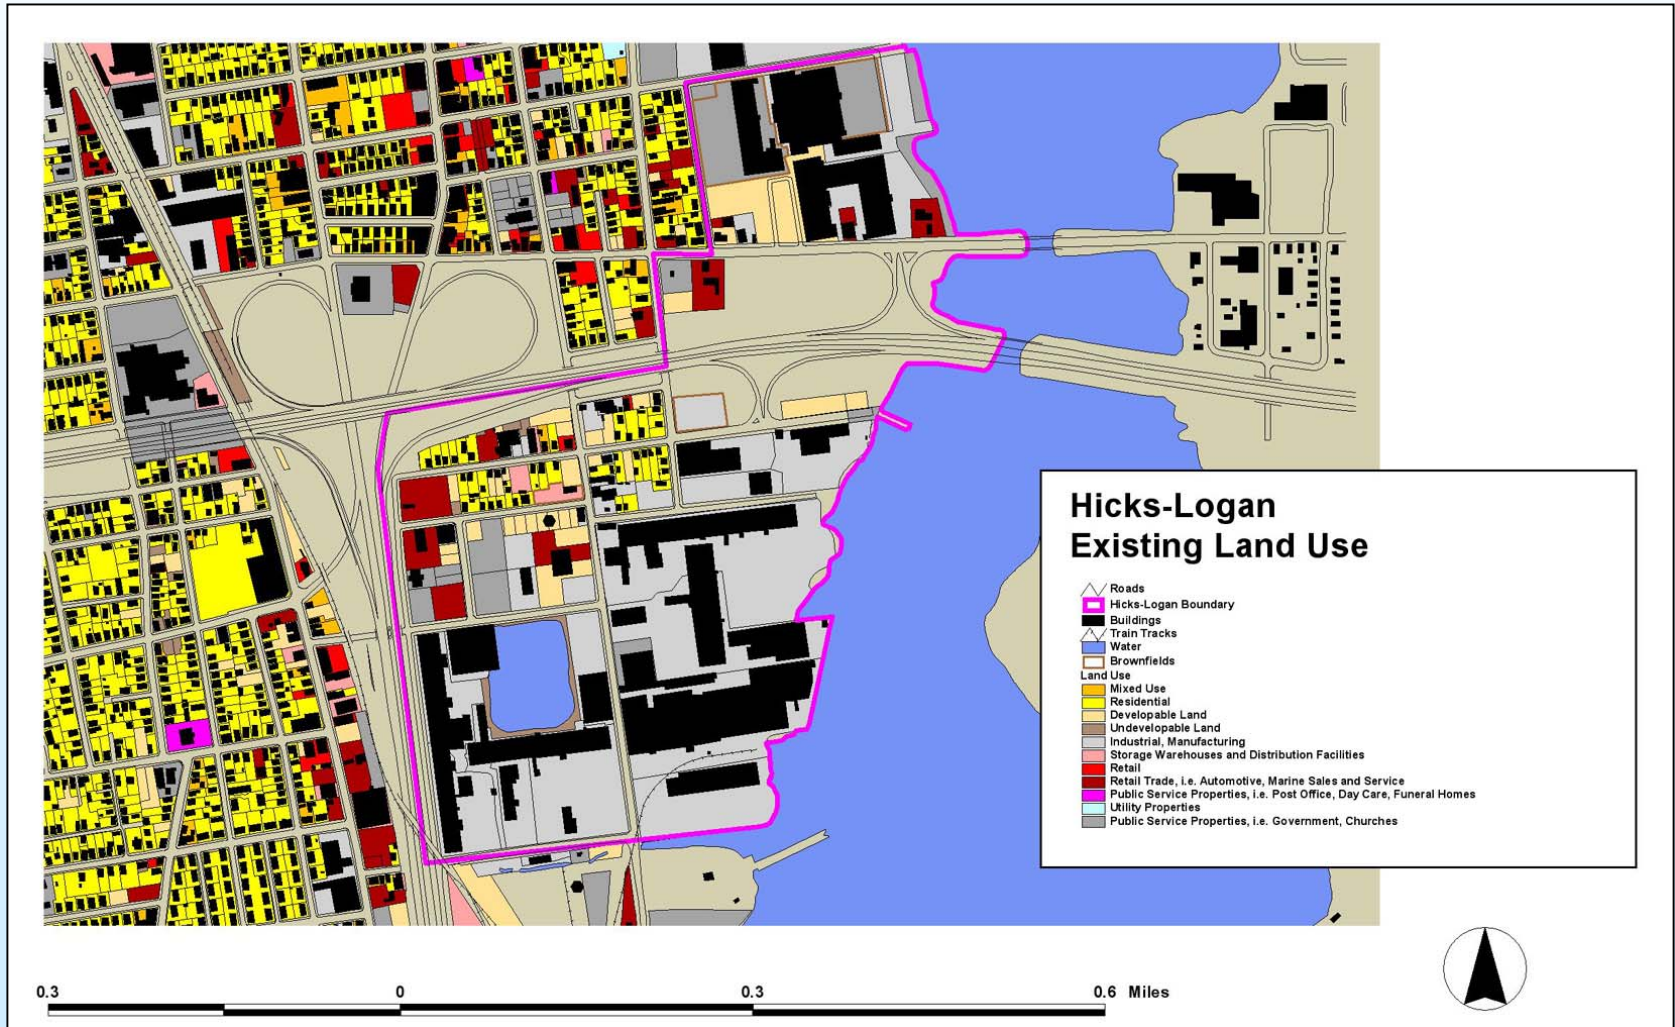 Hicks-Logan
Existing Land Use
Roads
Hicks-Logan Boundary
Buildings
Train Tracks
Water
Brownfields
Land Use
Mixed Use
Residential
Developable Land
Undevelopable Land
Industrial, Manufacturing
Storage Warehouses and Distribution Facilities
Retail
Retail Trade, i.e. Automotive, Marine Sales and Service
Public Service Properties, i.e. Post Office, Day Care, Funeral Homes
Utility Properties
Public Service Properties, i.e. Government, Churches
0.3 0 0.3 0.6 Miles